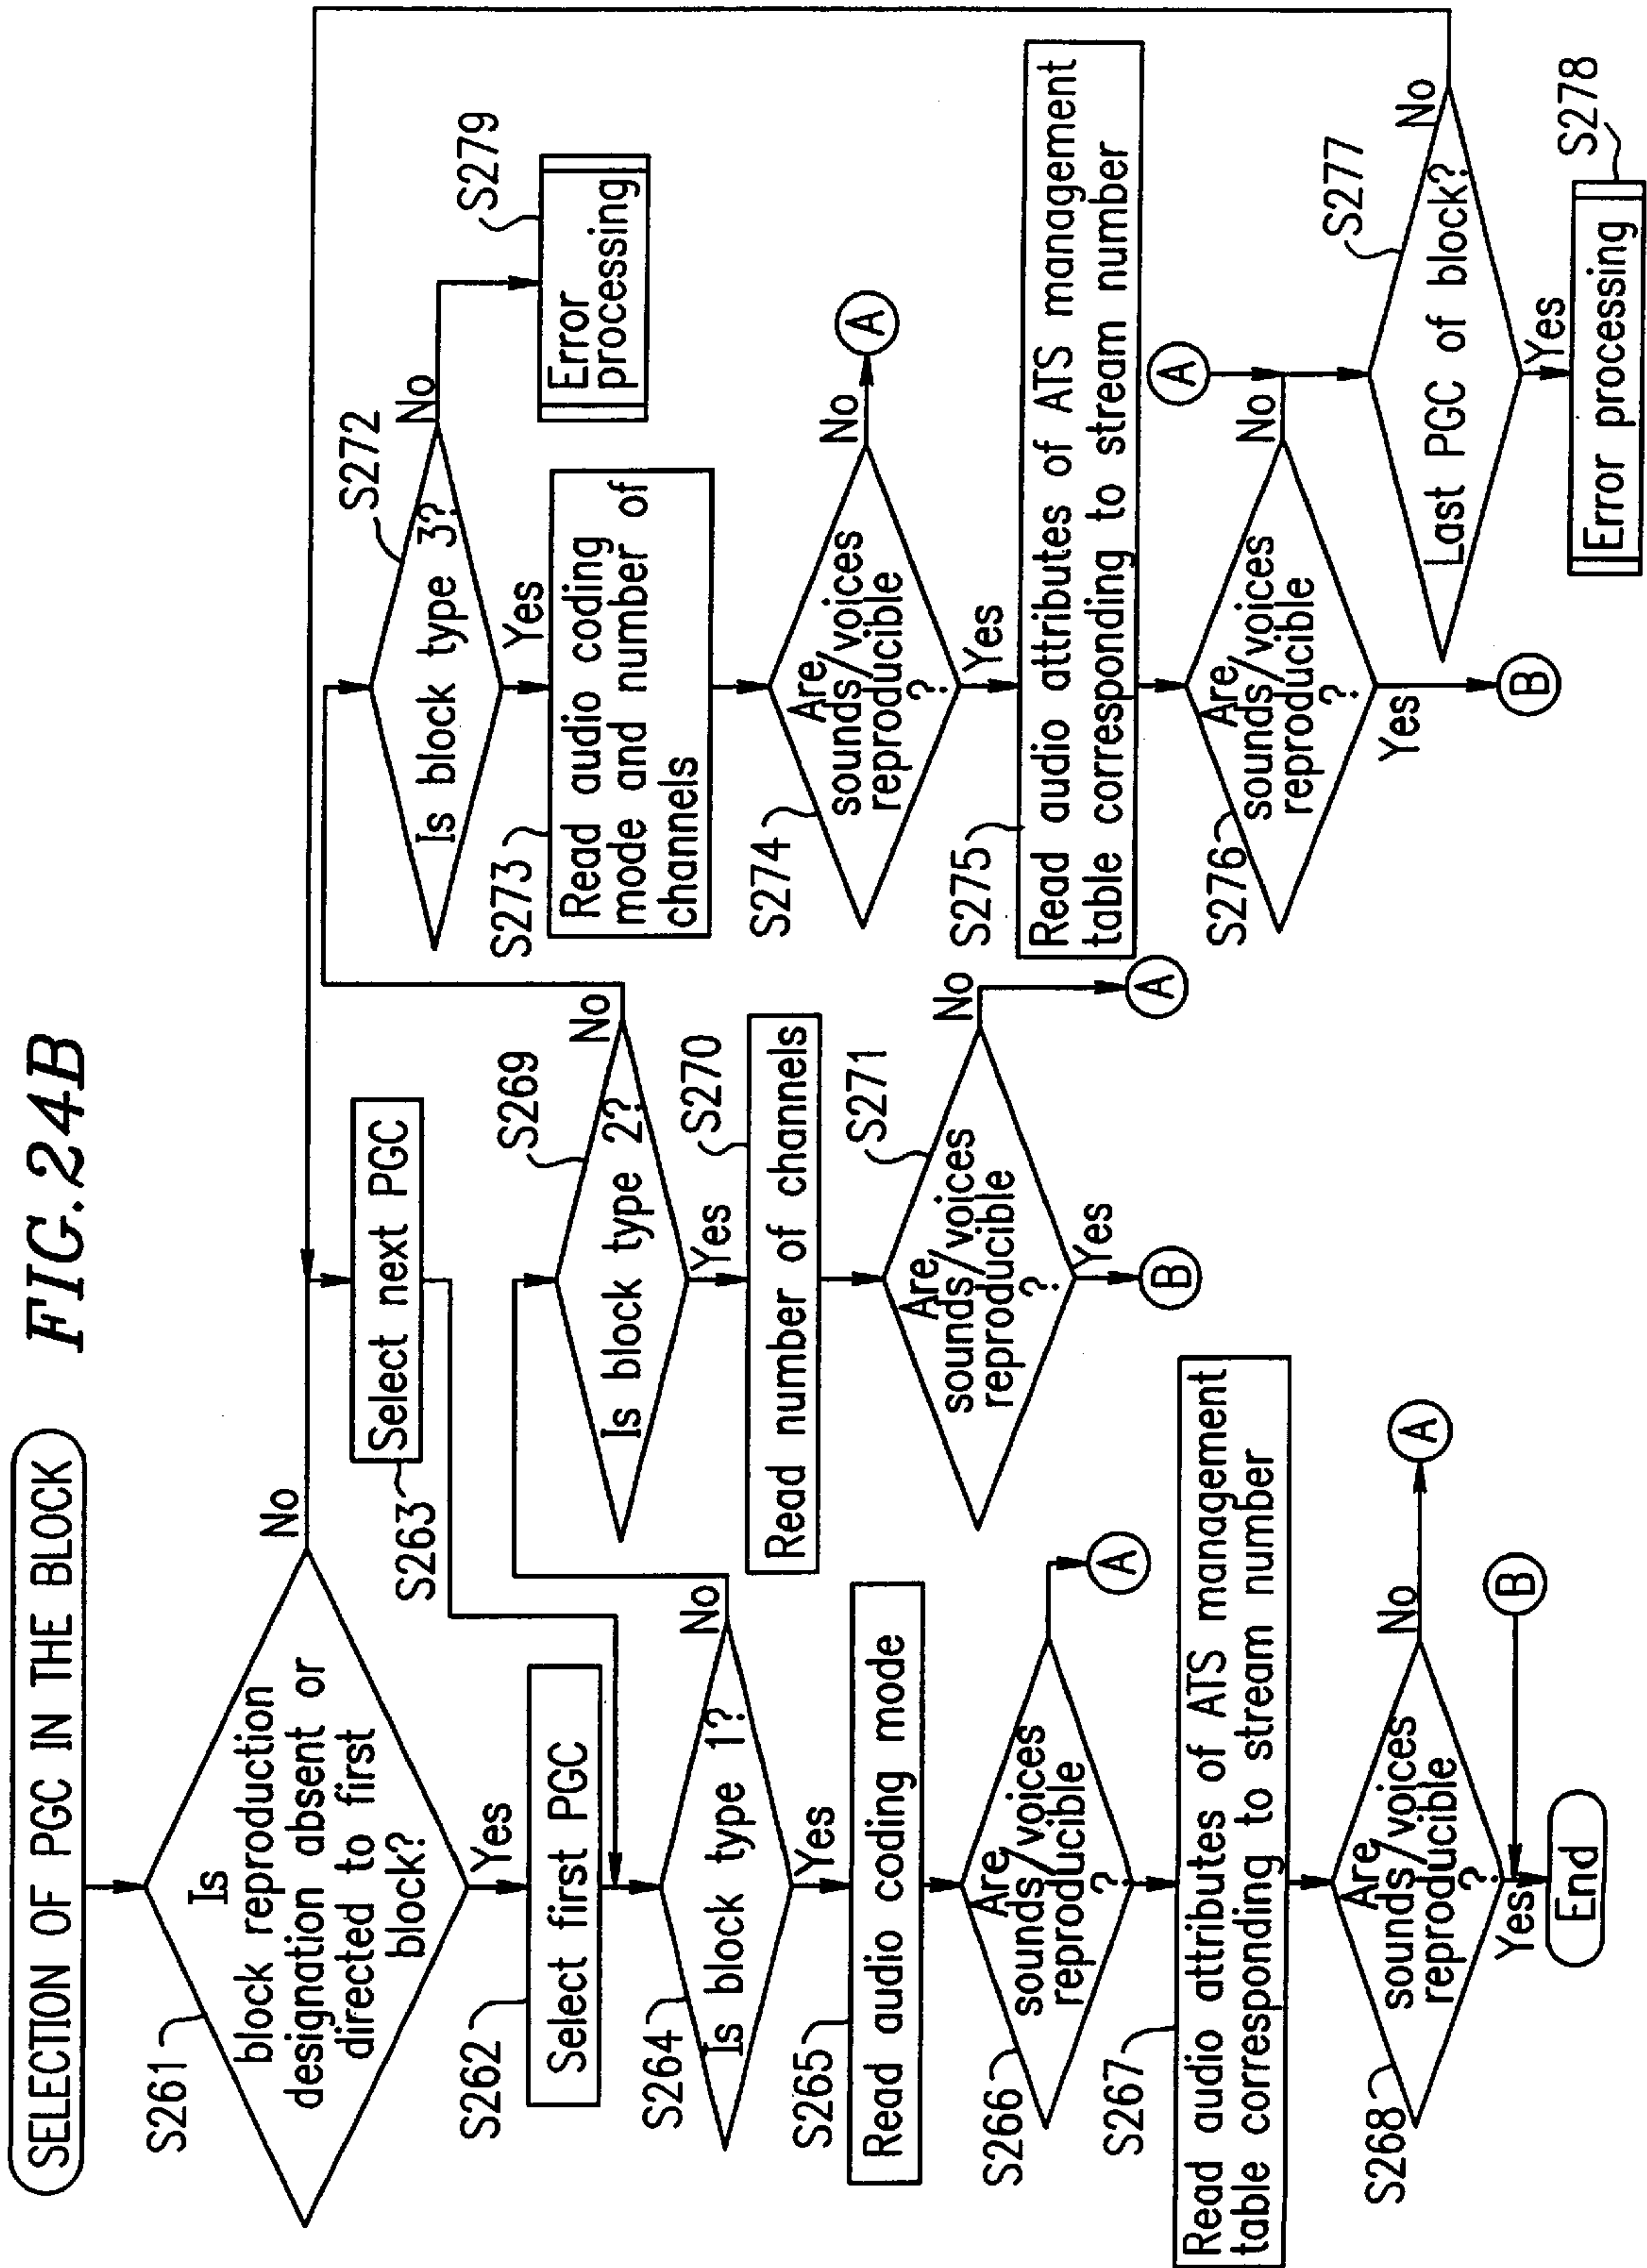 FIG. 24B
SELECTION OF PGC IN THE BLOCK
S261
Is
block reproduction
designation absent or
directed to first
block?
No
Yes
S262
Select first PGC
S263
Select next PGC
S264
Is block type 1?
No
Yes
S265
Read audio coding mode
S266
Are
sounds/voices
reproducible
?
A
S267
Read audio attributes of ATS management
table corresponding to stream number
S268
Are
sounds/voices
reproducible
?
No
A
Yes
B
End
S269
Is block type 2?
No
Yes
S270
Read number of channels
S271
Are
sounds/voices
reproducible
?
No
A
Yes
B
S272
Is block type 3?
No
Yes
S279
Error
processing
S273
Read audio coding
mode and number of
channels
S274
Are
sounds/voices
reproducible
?
No
A
Yes
S275
Read audio attributes of ATS management
table corresponding to stream number
S276
Are
sounds/voices
reproducible
?
No
A
Yes
B
S277
Last PGC of block?
No
Yes
S278
Error processing